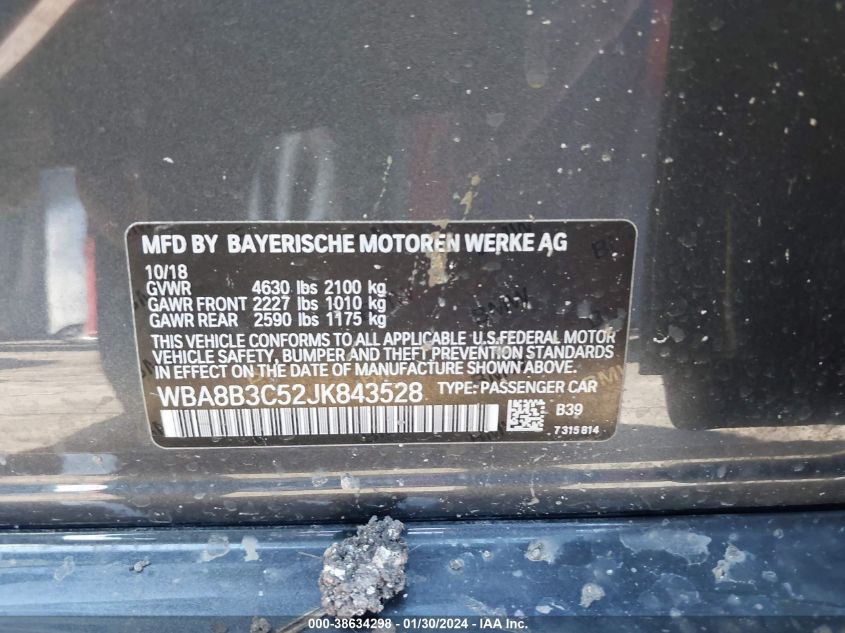 MFD BY BAYERISCHE MOTOREN WERKE AG
10/18
GVWR 4630 lbs 2100 kg
GAWR FRONT 2227 lbs 1010 kg
GAWR REAR 2590 lbs 1175 kg
THIS VEHICLE CONFORMS TO ALL APPLICABLE U.S.FEDERAL MOTOR
VEHICLE SAFETY, BUMPER AND THEFT PREVENTION STANDARDS
IN EFFECT ON THE DATE OF MANUFACTURE SHOWN ABOVE.
WBA8B3C52JK843528 TYPE: PASSENGER CAR
B39
7315814
000-38634298 - 01/30/2024 - IAA Inc.